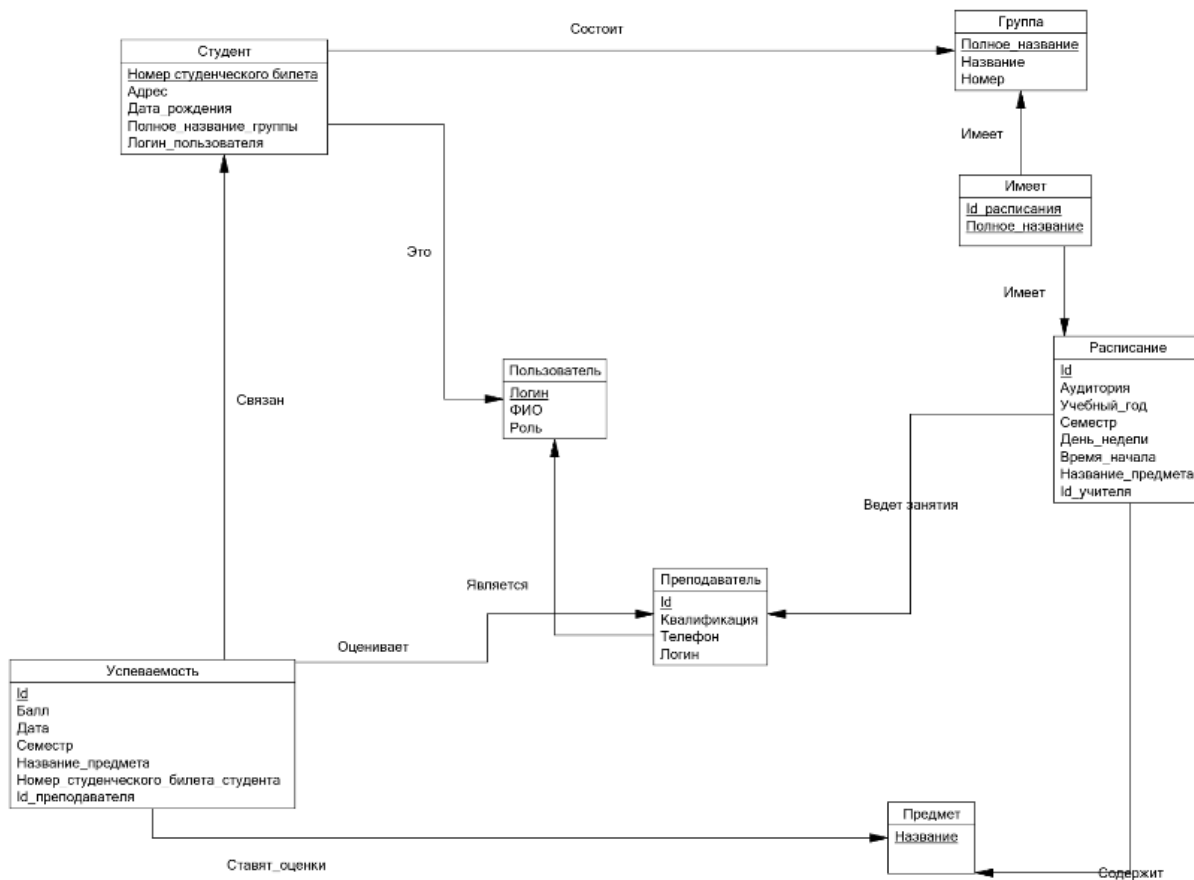 Состоит
Группа
Полное_название
Название
Номер
Студент
Номер студенческого билета
Адрес
Дата_рождения
Полное_название_группы
Логин_пользователя
Имеет
Имеет
Id_расписания
Полное_название
Это
Имеет
Расписание
Id
Аудитория
Учебный_год
Семестр
День_недели
Время_начала
Название_предмета
Id_учителя
Пользователь
Логин
ФИО
Роль
Связан
Ведет занятия
Является
Преподаватель
Id
Квалификация
Телефон
Логин
Оценивает
Успеваемость
Id
Балл
Дата
Семестр
Название_предмета
Номер_студенческого_билета_студента
Id_преподавателя
Предмет
Название
Ставят_оценки
Содержит